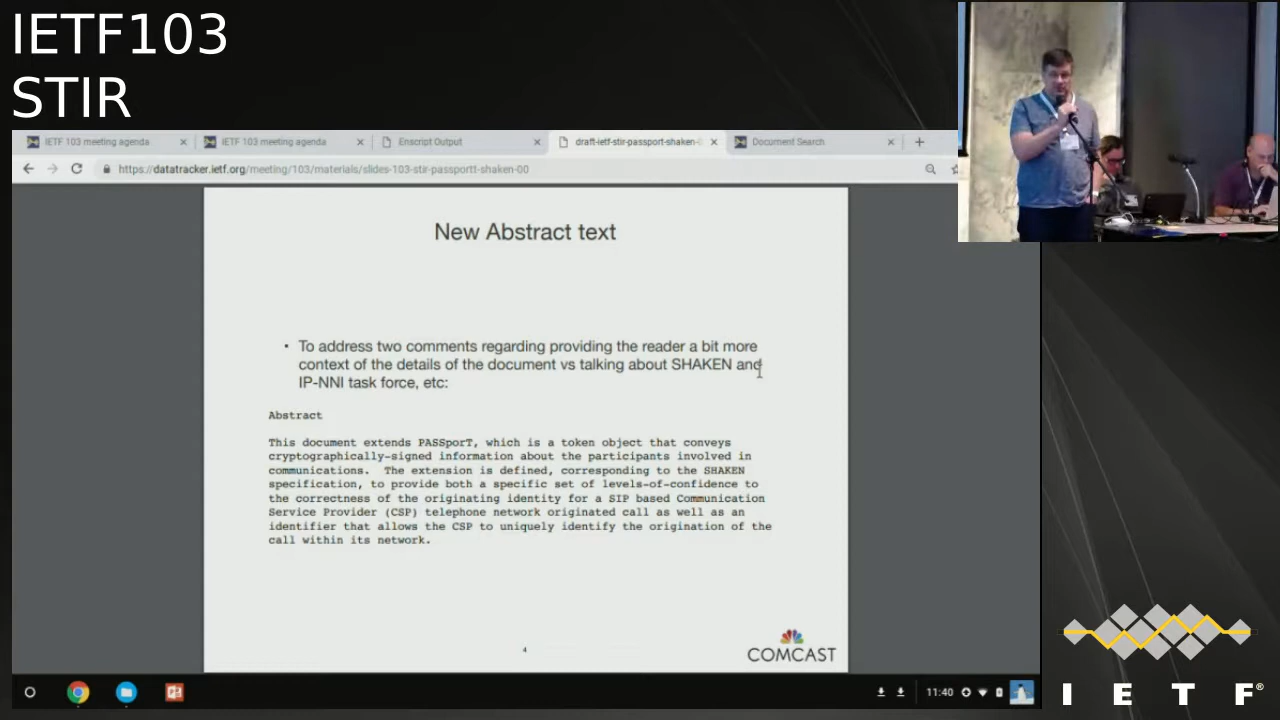 IETF103
STIR
IETF 103 meeting agenda
IETF 103 meeting agenda
Enscript Output
draft-ietf-stir-passport-shaken-
Document Search
https://datatracker.ietf.org/meeting/103/materials/slides-103-stir-passport1-shaken-00
New Abstract text
• To address two comments regarding providing the reader a bit more
context of the details of the document vs talking about SHAKEN and
IP-NNI task force, etc:
Abstract
This document extends PASSporT, which is a token object that conveys
cryptographically-signed information about the participants involved in
communications. The extension is defined, corresponding to the SHAKEN
specification, to provide both a specific set of levels-of-confidence to
the correctness of the originating identity for a SIP based Communication
Service Provider (CSP) telephone network originated call as well as an
identifier that allows the CSP to uniquely identify the origination of the
call within its network.
4
COMCAST
11:40
I E T F®